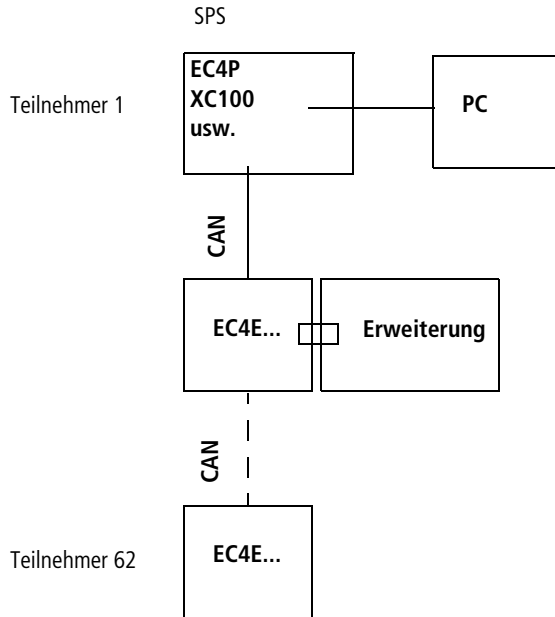 SPS
Teilnehmer 1
EC4P
XC100
usw.
PC
CAN
EC4E...
Erweiterung
CAN
Teilnehmer 62
EC4E...